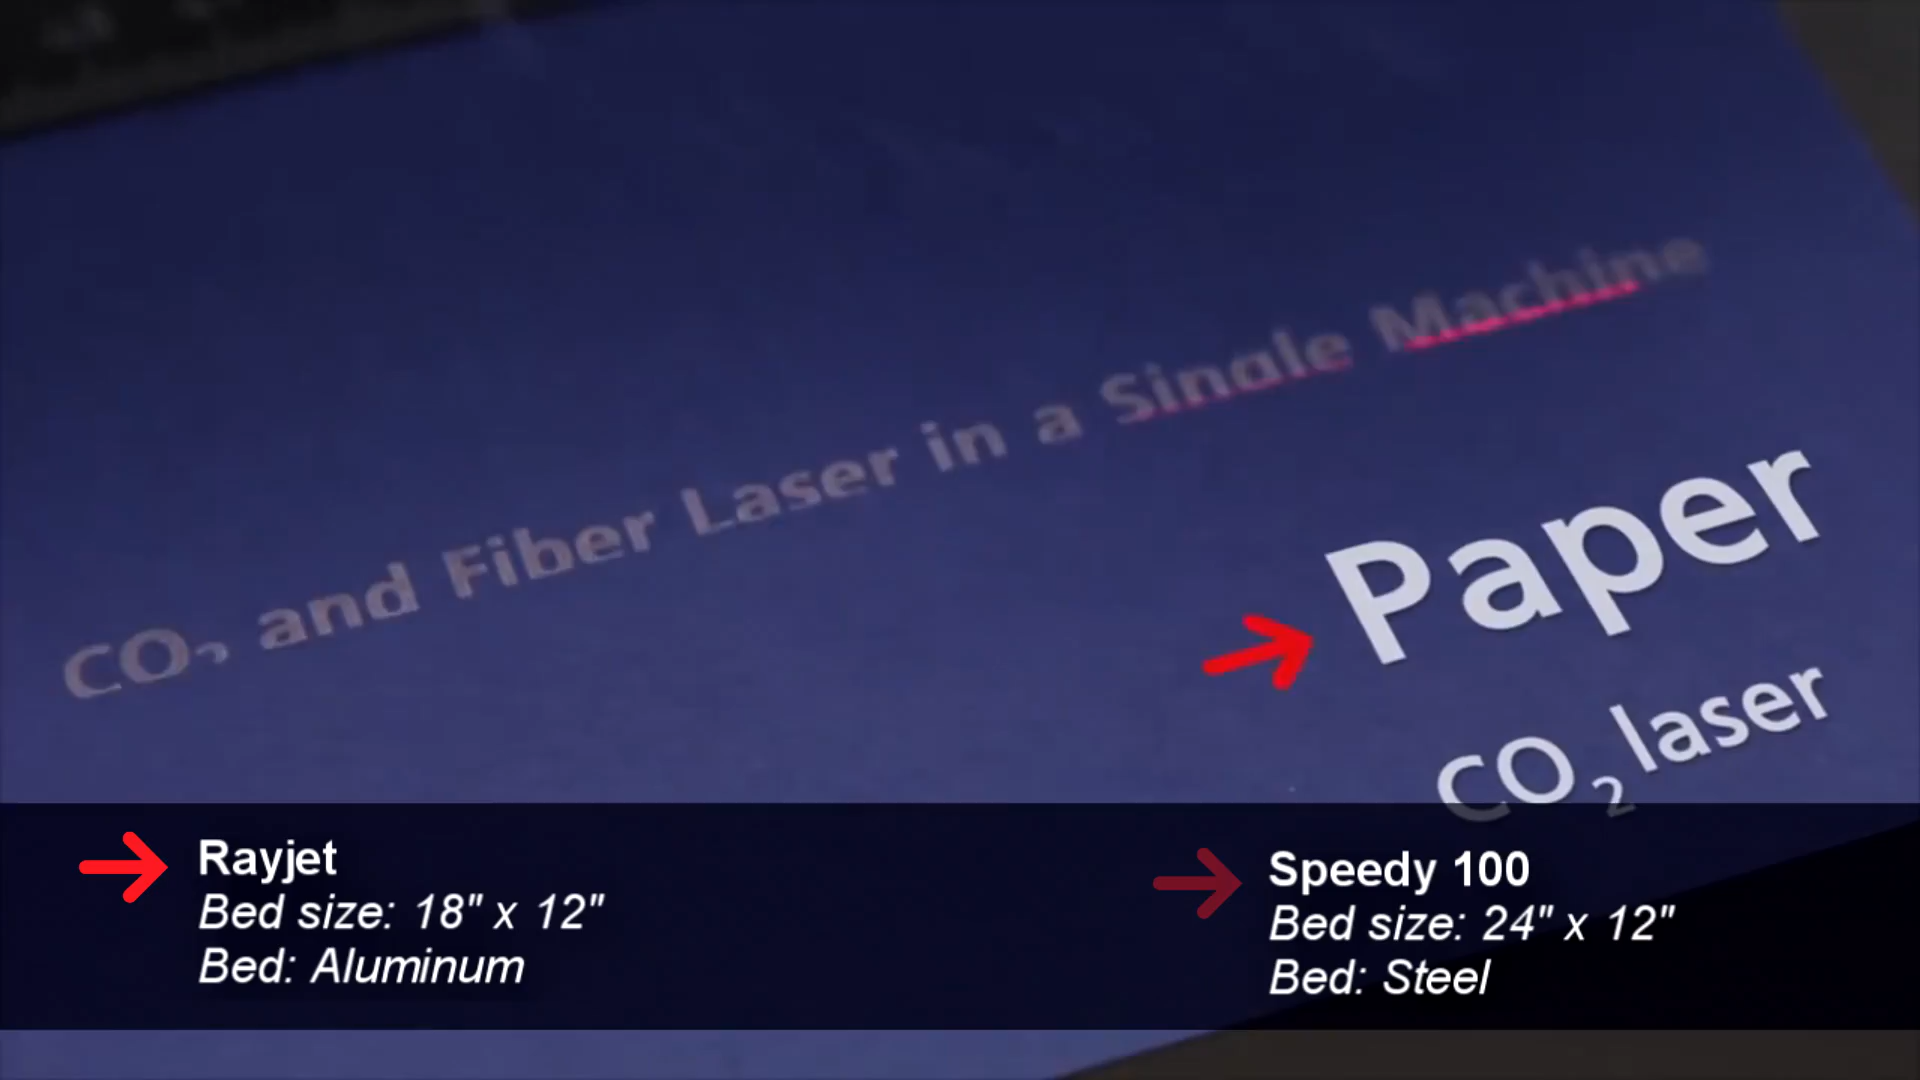 CO₂ and Fiber Laser in a Single Machine
Paper
CO₂ laser
Rayjet
Bed size: 18" x 12"
Bed: Aluminum
Speedy 100
Bed size: 24" x 12"
Bed: Steel